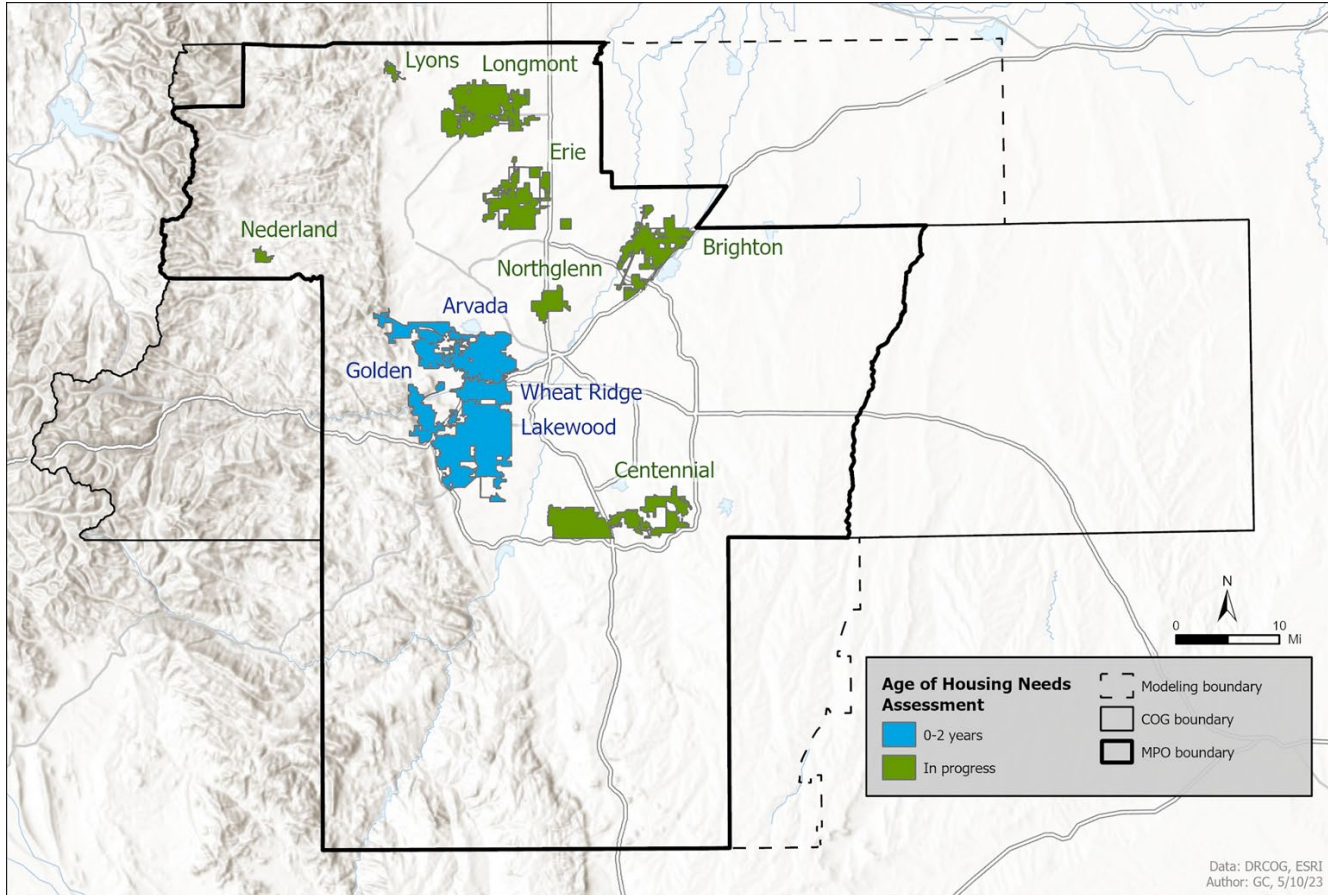 Lyons
Longmont
Erie
Nederland
Brighton
Northglenn
Arvada
Golden
Wheat Ridge
Lakewood
Centennial
N
0 10
Mi
Age of Housing Needs
Assessment
0-2 years
In progress
Modeling boundary
COG boundary
MPO boundary
Data: DRCOG, ESRI
Author: GC, 5/10/23